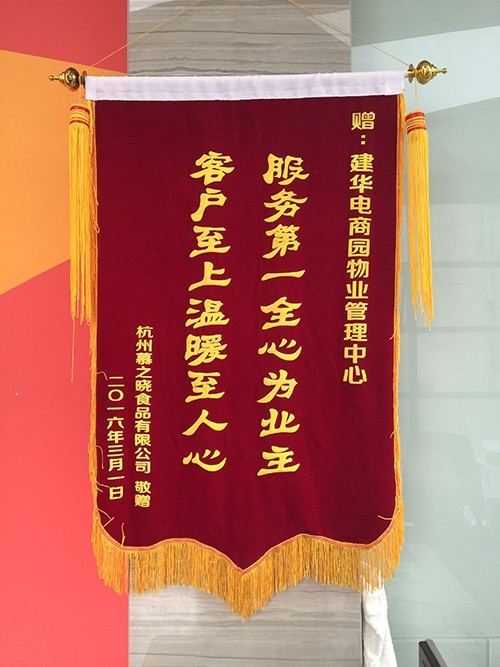 赠：建华电商园物业管理中心
服务第一全心为业主
客户至上温暖至人心
杭州慕之晓食品有限公司 敬赠
二〇一六年三月一日